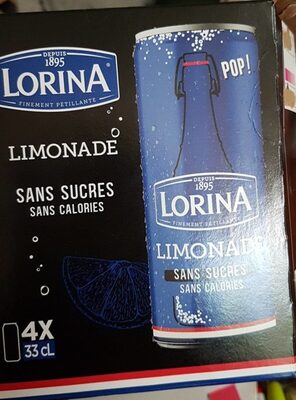 DEPUIS
1895
LORINA
FINEMENT PETILLANTE
LIMONADE
SANS SUCRES
SANS CALORIES
4X
33 cL
POP!
DEPUIS
1895
LORINA
FINEMENT PETILLANTE
LIMONADE
SANS SUCRES
SANS CALORIES